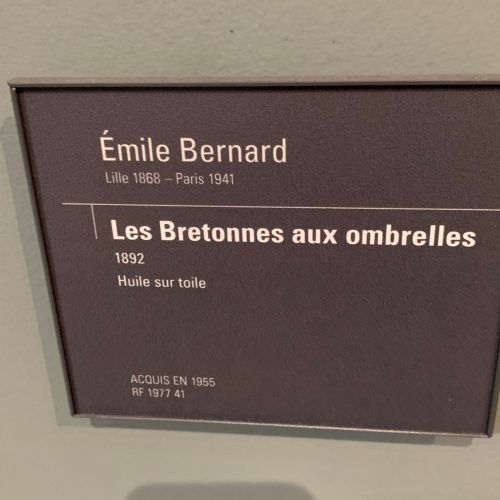 Émile Bernard
Lille 1868 – Paris 1941
Les Bretonnes aux ombrelles
1892
Huile sur toile
ACQUIS EN 1955
RF 1977 41